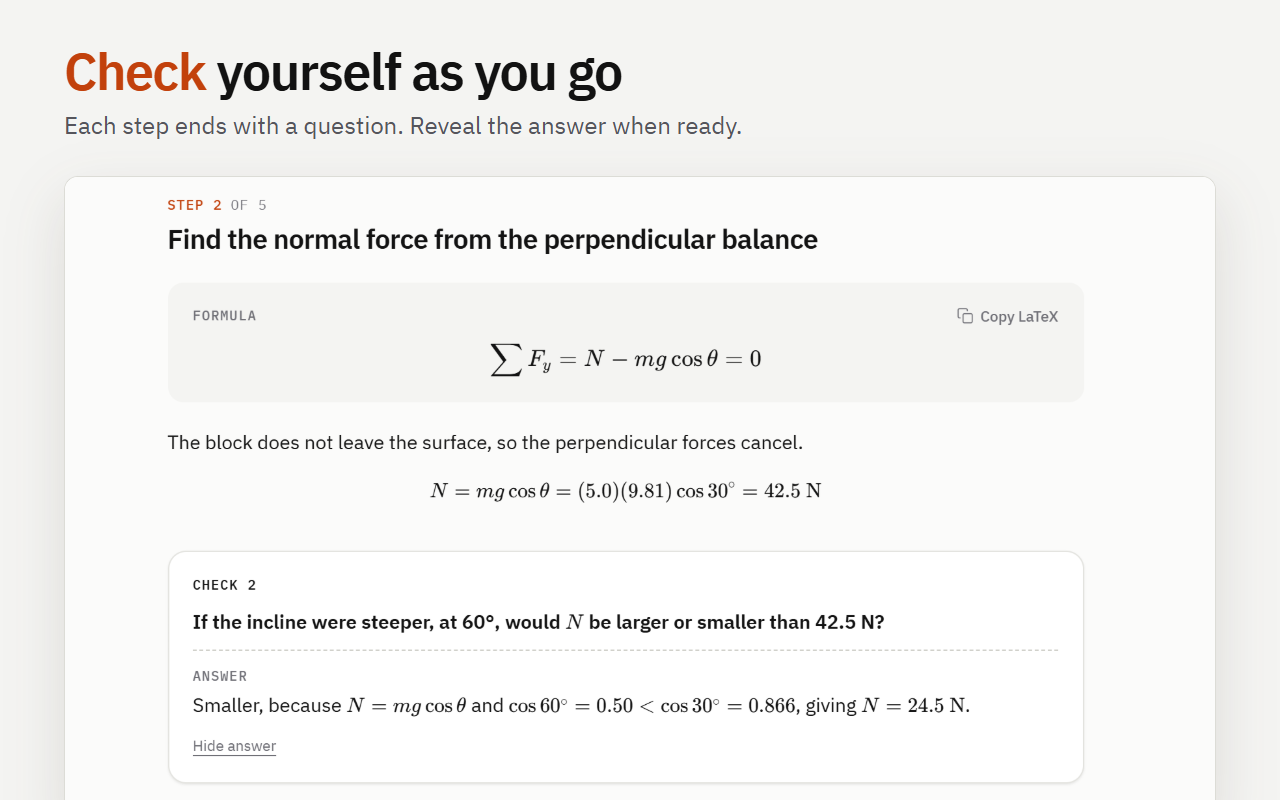 Check yourself as you go
Each step ends with a question. Reveal the answer when ready.
STEP 2 OF 5
Find the normal force from the perpendicular balance
FORMULA
Copy LaTeX
∑ F_y = N − mg cos θ = 0
The block does not leave the surface, so the perpendicular forces cancel.
N = mg cos θ = (5.0)(9.81) cos 30° = 42.5 N
CHECK 2
If the incline were steeper, at 60°, would N be larger or smaller than 42.5 N?
ANSWER
Smaller, because N = mg cos θ and cos 60° = 0.50 < cos 30° = 0.866, giving N = 24.5 N.
Hide answer